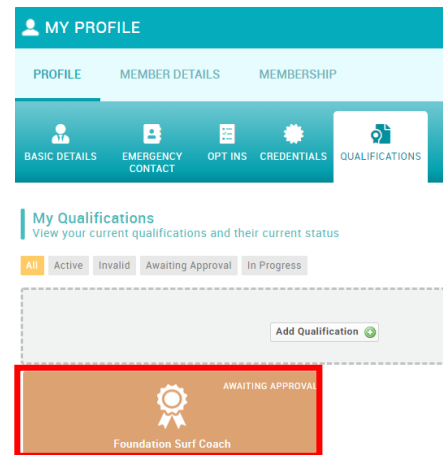 MY PROFILE
PROFILE MEMBER DETAILS MEMBERSHIP
BASIC DETAILS EMERGENCY CONTACT OPT INS CREDENTIALS QUALIFICATIONS
My Qualifications
View your current qualifications and their current status
All Active Invalid Awaiting Approval In Progress
Add Qualification
AWAITING APPROVAL
Foundation Surf Coach